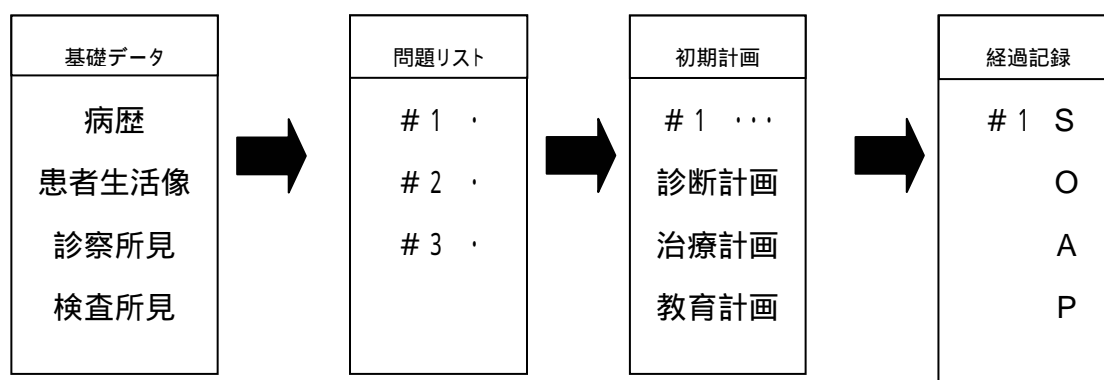 基礎データ
病歴
患者生活像
診察所見
検査所見
問題リスト
#1 ・
#2 ・
#3 ・
初期計画
#1 ・・・
診断計画
治療計画
教育計画
経過記録
#1 S
O
A
P